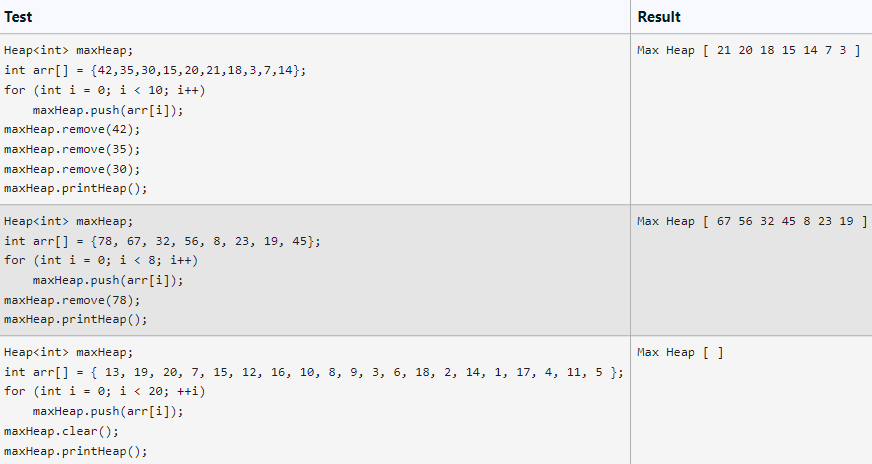 Test Result
Heap<int> maxHeap; Max Heap [ 21 20 18 15 14 7 3 ]
int arr[] = {42,35,30,15,20,21,18,3,7,14};
for (int i = 0; i < 10; i++)
    maxHeap.push(arr[i]);
maxHeap.remove(42);
maxHeap.remove(35);
maxHeap.remove(30);
maxHeap.printHeap();
Heap<int> maxHeap; Max Heap [ 67 56 32 45 8 23 19 ]
int arr[] = {78, 67, 32, 56, 8, 23, 19, 45};
for (int i = 0; i < 8; i++)
    maxHeap.push(arr[i]);
maxHeap.remove(78);
maxHeap.printHeap();
Heap<int> maxHeap; Max Heap [ ]
int arr[] = { 13, 19, 20, 7, 15, 12, 16, 10, 8, 9, 3, 6, 18, 2, 14, 1, 17, 4, 11, 5 };
for (int i = 0; i < 20; ++i)
    maxHeap.push(arr[i]);
maxHeap.clear();
maxHeap.printHeap();